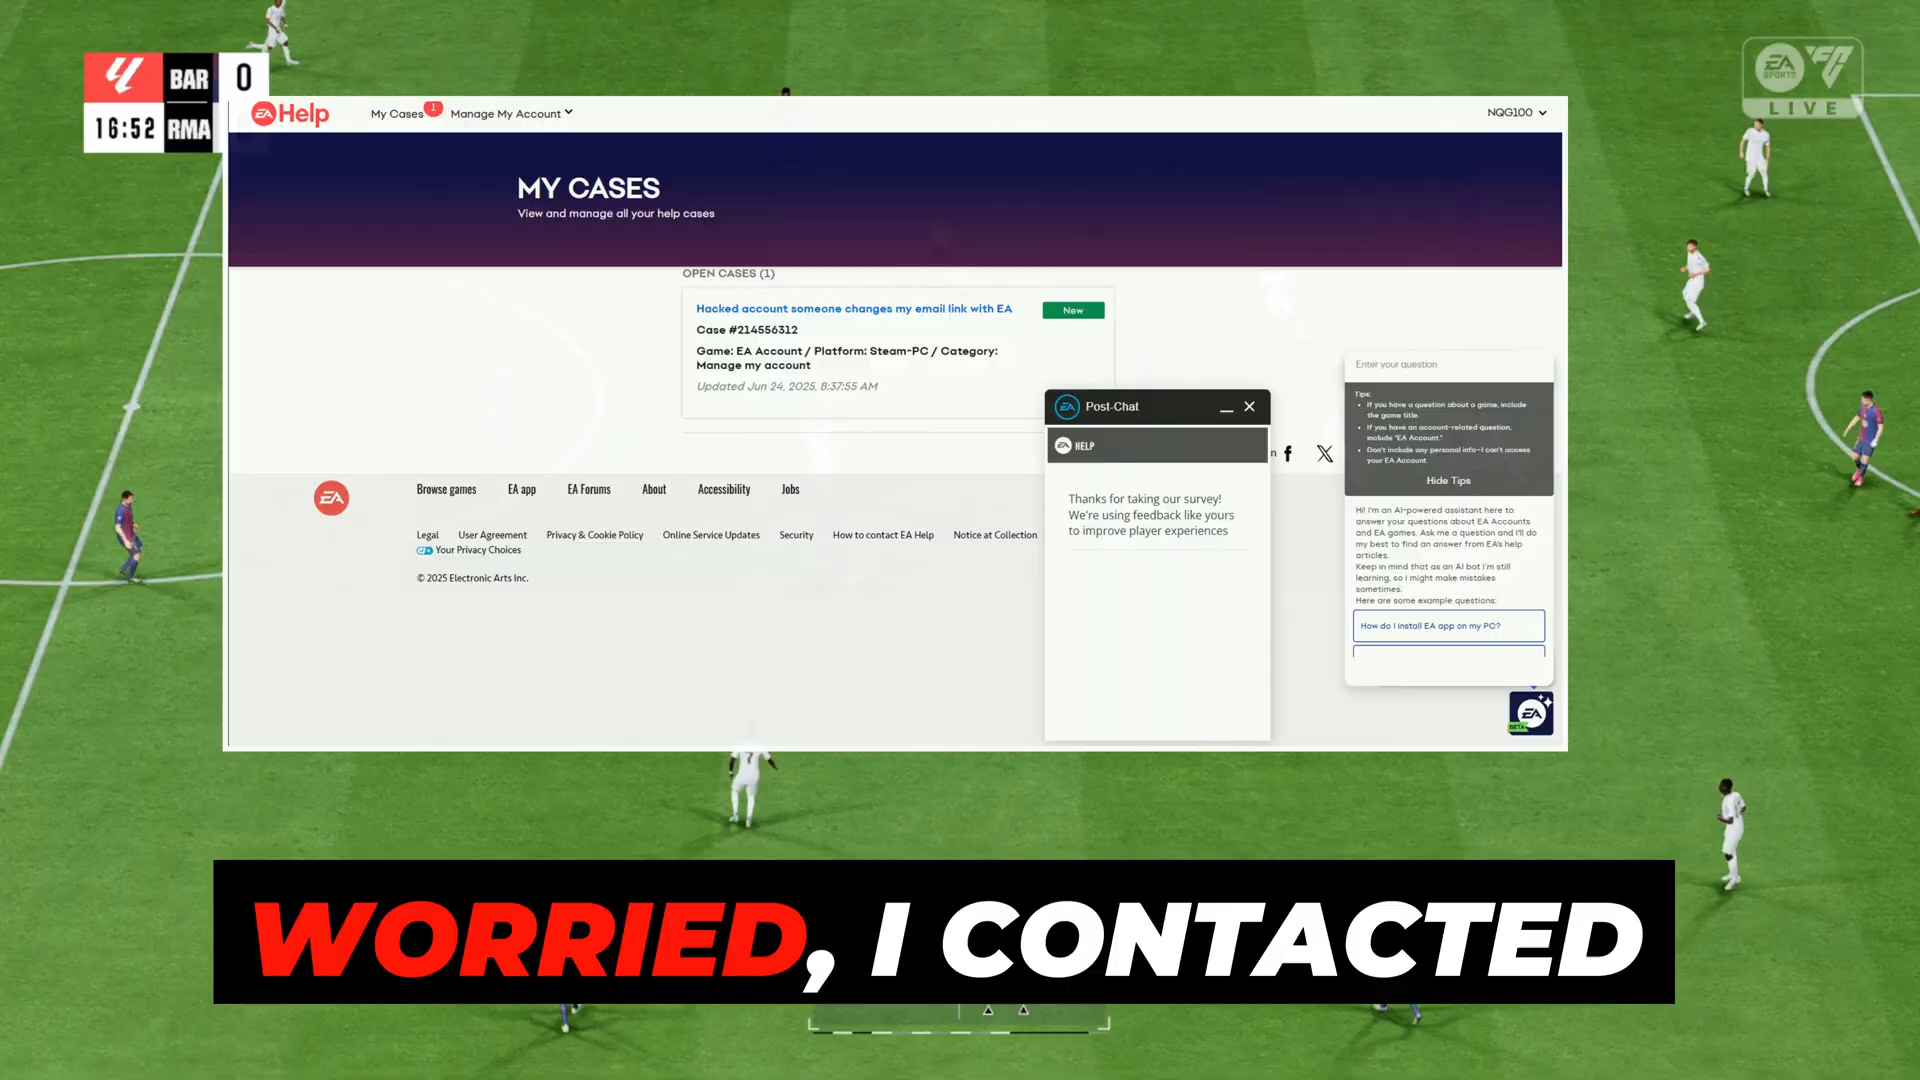 BAR 0
16:52 RMA
EA SPORTS FC
LIVE
EA Help
My Cases 1
Manage My Account
NQG100
MY CASES
View and manage all your help cases
OPEN CASES (1)
Hacked account someone changes my email link with EA
New
Case #214556312
Game: EA Account / Platform: Steam-PC / Category:
Manage my account
Updated Jun 24, 2025, 8:37:55 AM
EA Post-Chat
EA HELP
Thanks for taking our survey!
We're using feedback like yours
to improve player experiences
Enter your question
Tips:
• If you have a question about a game, include
the game title.
• If you have an account-related question,
include "EA Account."
• Don't include any personal info—I can't access
your EA Account.
Hide Tips
Hi! I'm an AI-powered assistant here to
answer your questions about EA Accounts
and EA games. Ask me a question and I'll do
my best to find an answer from EA's help
articles.
Keep in mind that as an AI bot I'm still
learning, so I might make mistakes
sometimes.
Here are some example questions:
How do I install EA app on my PC?
EA
BETA
n
EA
Browse games
EA app
EA Forums
About
Accessibility
Jobs
Legal
User Agreement
Privacy & Cookie Policy
Online Service Updates
Security
How to contact EA Help
Notice at Collection
Your Privacy Choices
© 2025 Electronic Arts Inc.
WORRIED, I CONTACTED